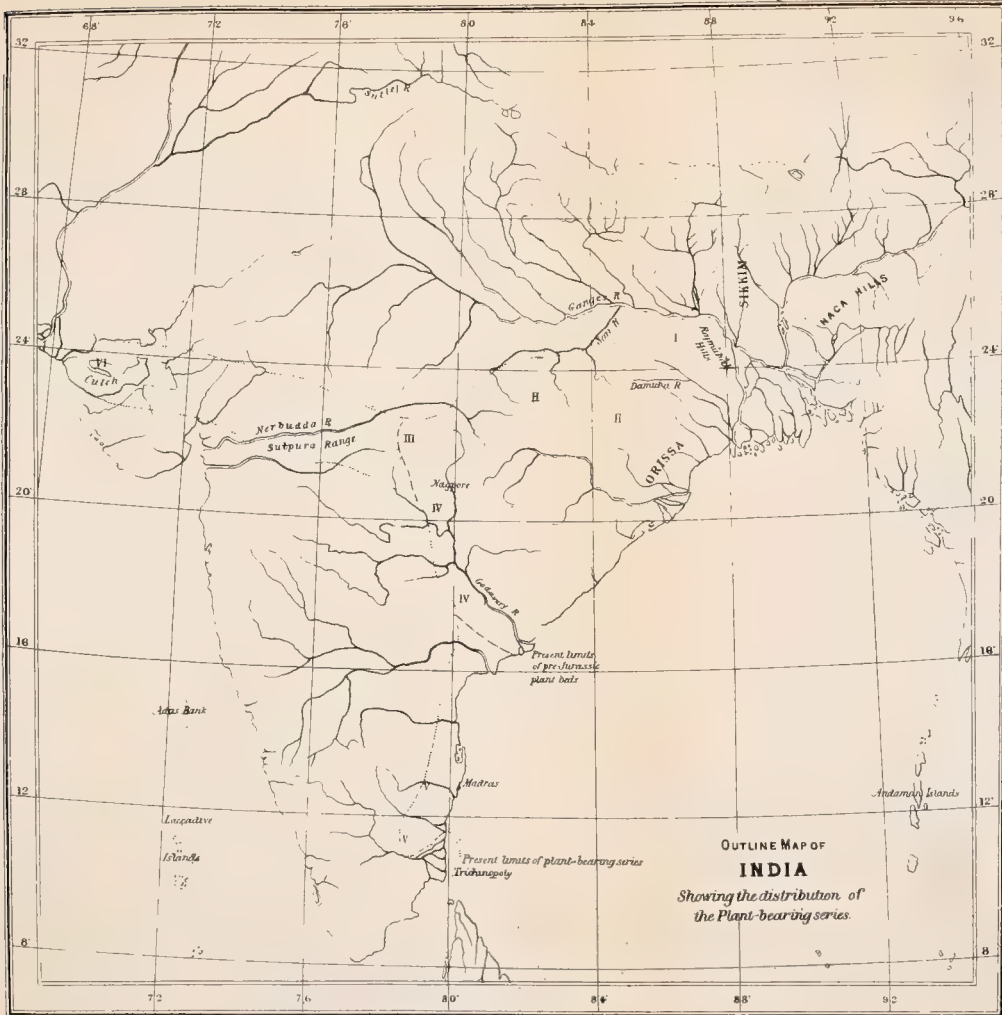 68° 72 76° 80 84 88 92 96
32° 32
Sutlej R
28° 28°
SIKKIM
NAGA HILLS
Ganges R
Son R
I
Rajmahal
Hills
24° 24°
VI
Cutch
Damuda R
II
II
Nerbudda R
III
Sutpura Range
ORISSA
Nagpore
20° 20
IV
Godavery R
IV
16° 16°
Present limits
of pre-Jurassic
plant beds
Adas Bank
V
Madras
12° 12°
Andaman Islands
Laccadive
V
Islands
Present limits of plant-bearing series
Trichinopoly
OUTLINE MAP OF
INDIA
Showing the distribution of
the Plant-bearing series.
8° 8°
72 76 80° 84 88° 92